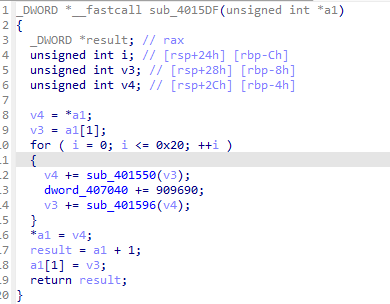 1 _DWORD *__fastcall sub_4015DF(unsigned int *a1)
2 {
3 _DWORD *result; // rax
4 unsigned int i; // [rsp+24h] [rbp-Ch]
5 unsigned int v3; // [rsp+28h] [rbp-8h]
6 unsigned int v4; // [rsp+2Ch] [rbp-4h]
7
8 v4 = *a1;
9 v3 = a1[1];
10 for ( i = 0; i <= 0x20; ++i )
11 {
12 v4 += sub_401550(v3);
13 dword_407040 += 909690;
14 v3 += sub_401596(v4);
15 }
16 *a1 = v4;
17 result = a1 + 1;
18 a1[1] = v3;
19 return result;
20 }